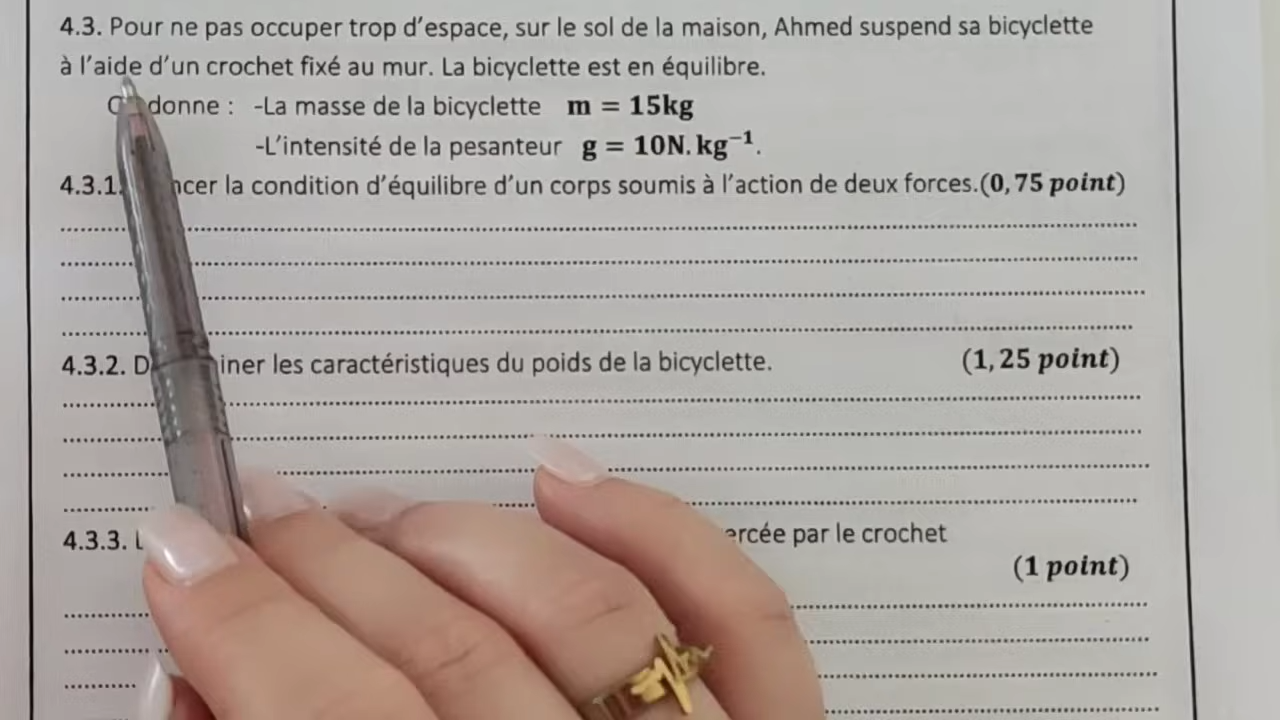 4.3. Pour ne pas occuper trop d'espace, sur le sol de la maison, Ahmed suspend sa bicyclette
à l'aide d'un crochet fixé au mur. La bicyclette est en équilibre.
donne : -La masse de la bicyclette m = 15kg
-L'intensité de la pesanteur g = 10N.kg⁻¹.
4.3.1. la condition d'équilibre d'un corps soumis à l'action de deux forces.(0,75 point)
4.3.2. les caractéristiques du poids de la bicyclette. (1,25 point)
4.3.3. par le crochet
(1 point)